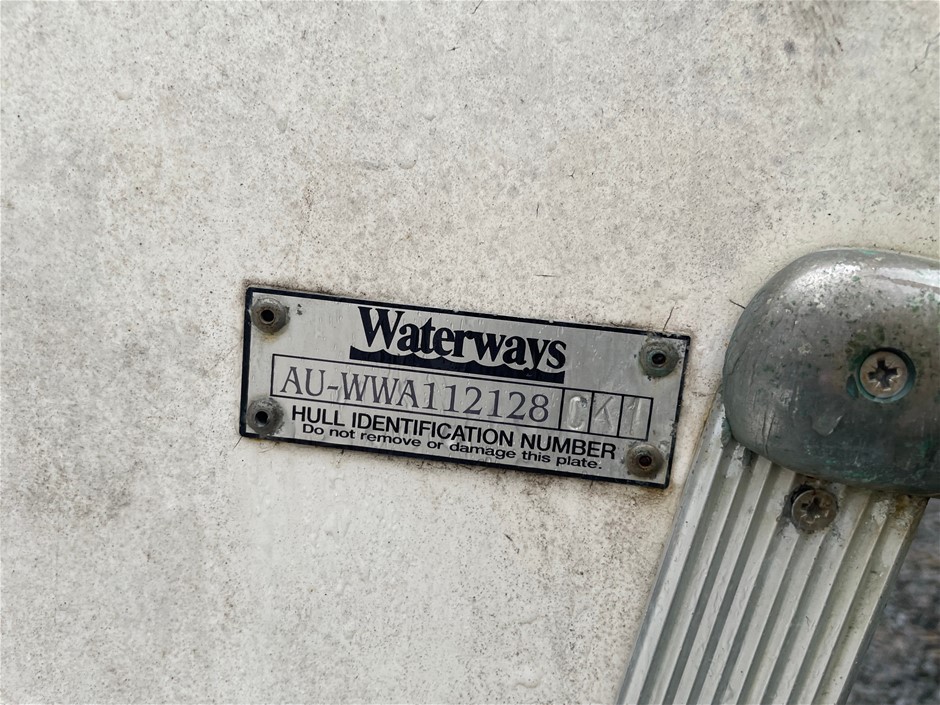 Waterways
AU-WWA112128 CK1
HULL IDENTIFICATION NUMBER
Do not remove or damage this plate.